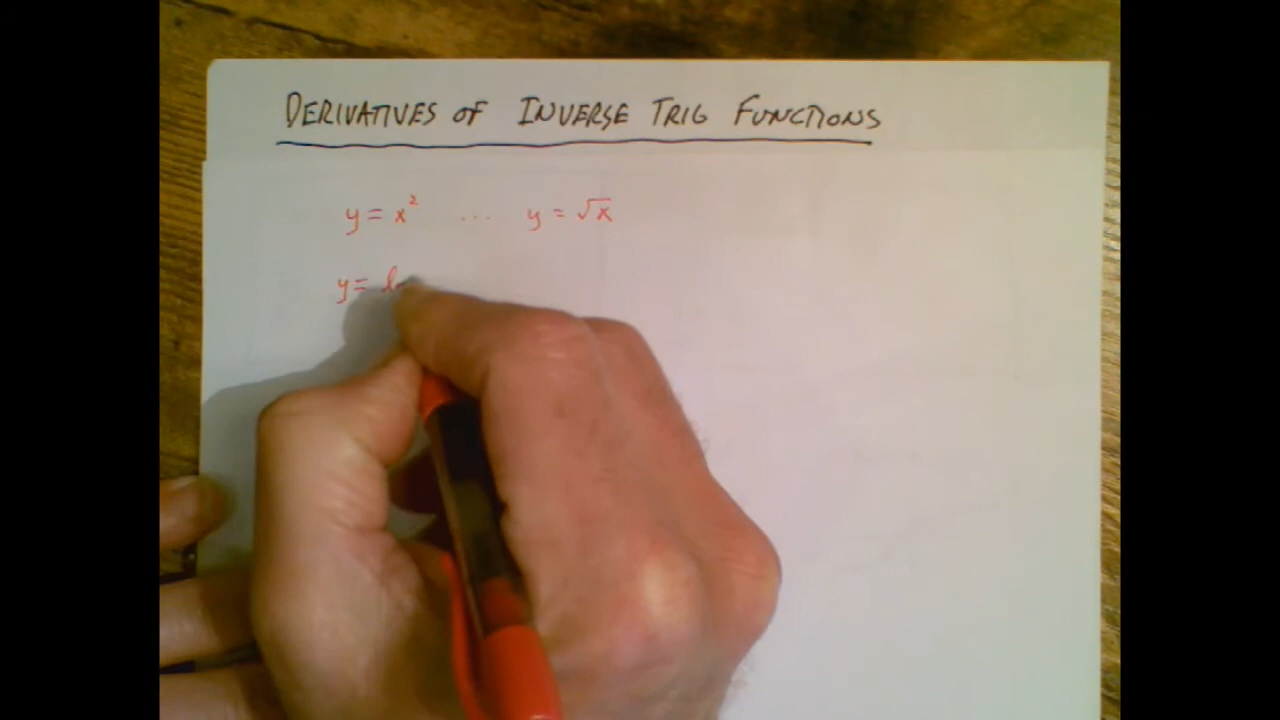 DERIVATIVES OF INVERSE TRIG FUNCTIONS
y = x² ... y = √x
y =